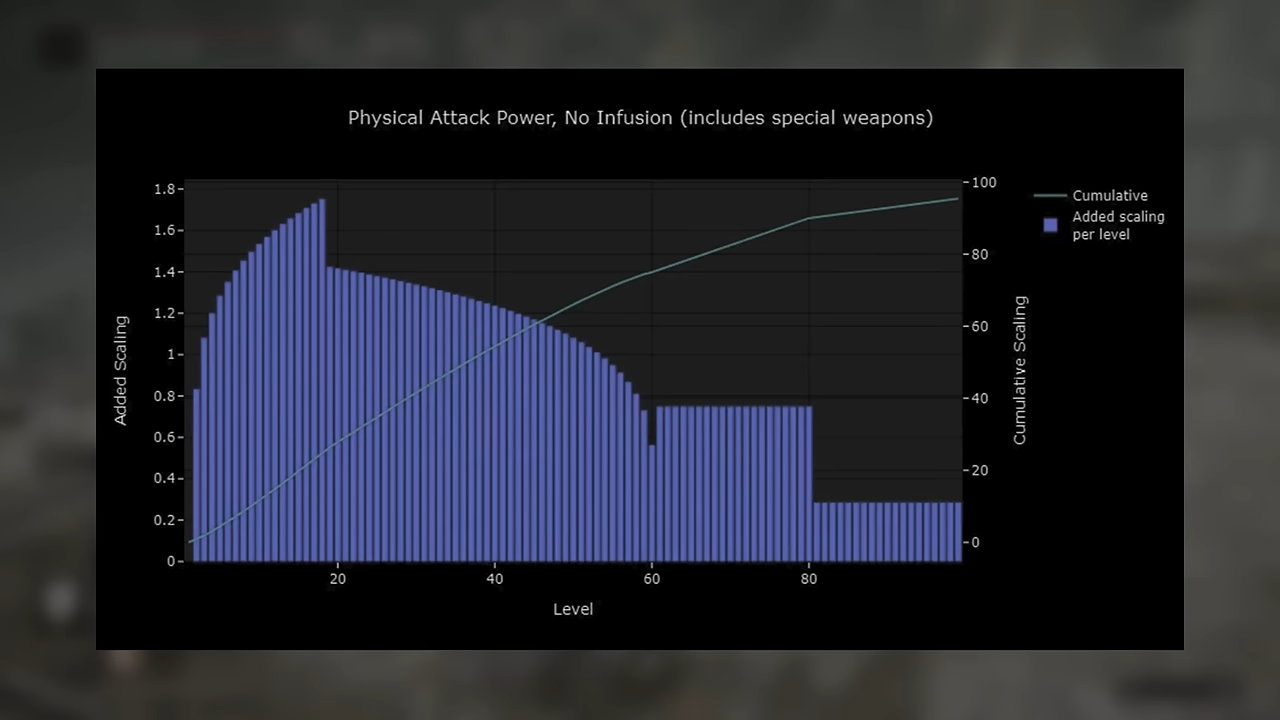 Physical Attack Power, No Infusion (includes special weapons)
1.8
1.6
1.4
1.2
1
0.8
0.6
0.4
0.2
0
Added Scaling
20
40
60
80
Level
100
80
60
40
20
0
Cumulative Scaling
Cumulative
Added scaling
per level